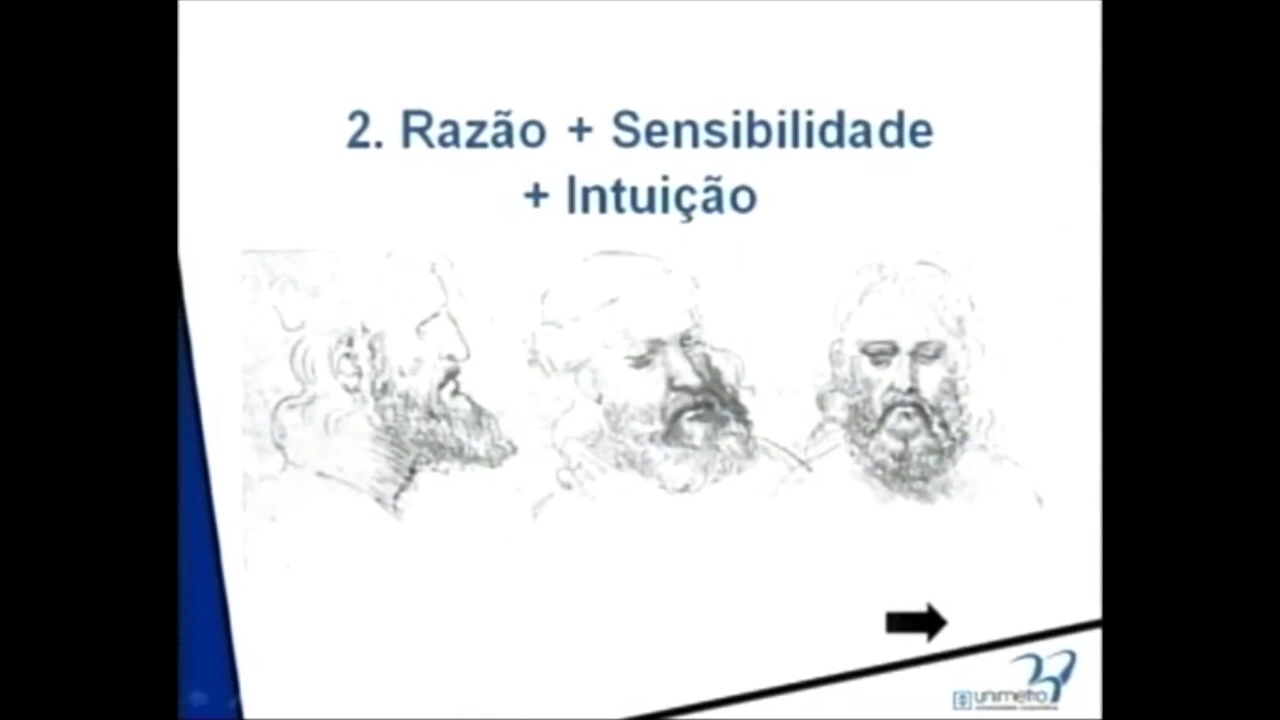 2. Razão + Sensibilidade
+ Intuição
unimetro